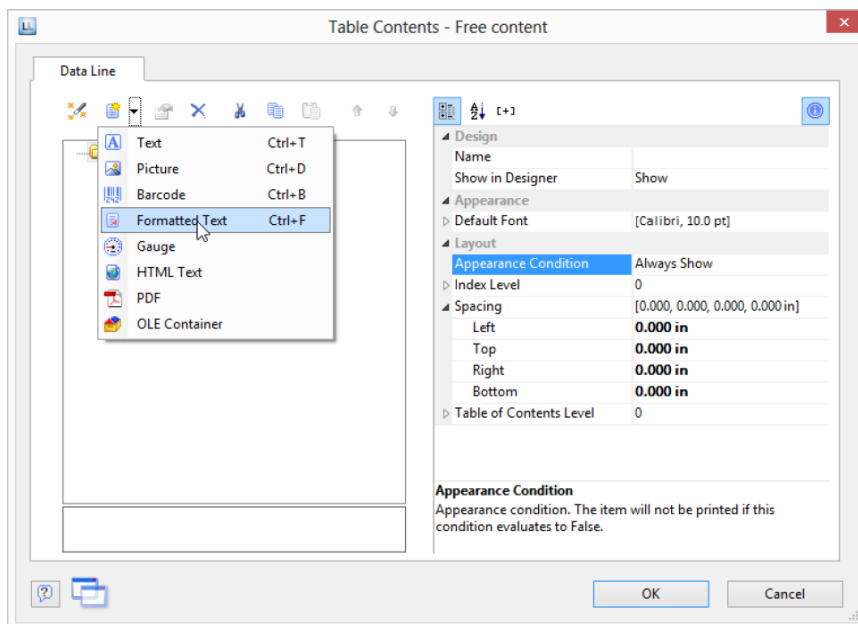 LL Table Contents - Free content
Data Line
[+]
Text Ctrl+T
Picture Ctrl+D
Barcode Ctrl+B
Formatted Text Ctrl+F
Gauge
HTML Text
PDF
OLE Container
Design
Name
Show in Designer Show
Appearance
Default Font [Calibri, 10.0 pt]
Layout
Appearance Condition Always Show
Index Level 0
Spacing [0.000, 0.000, 0.000, 0.000 in]
Left 0.000 in
Top 0.000 in
Right 0.000 in
Bottom 0.000 in
Table of Contents Level 0
Appearance Condition
Appearance condition. The item will not be printed if this
condition evaluates to False.
OK Cancel